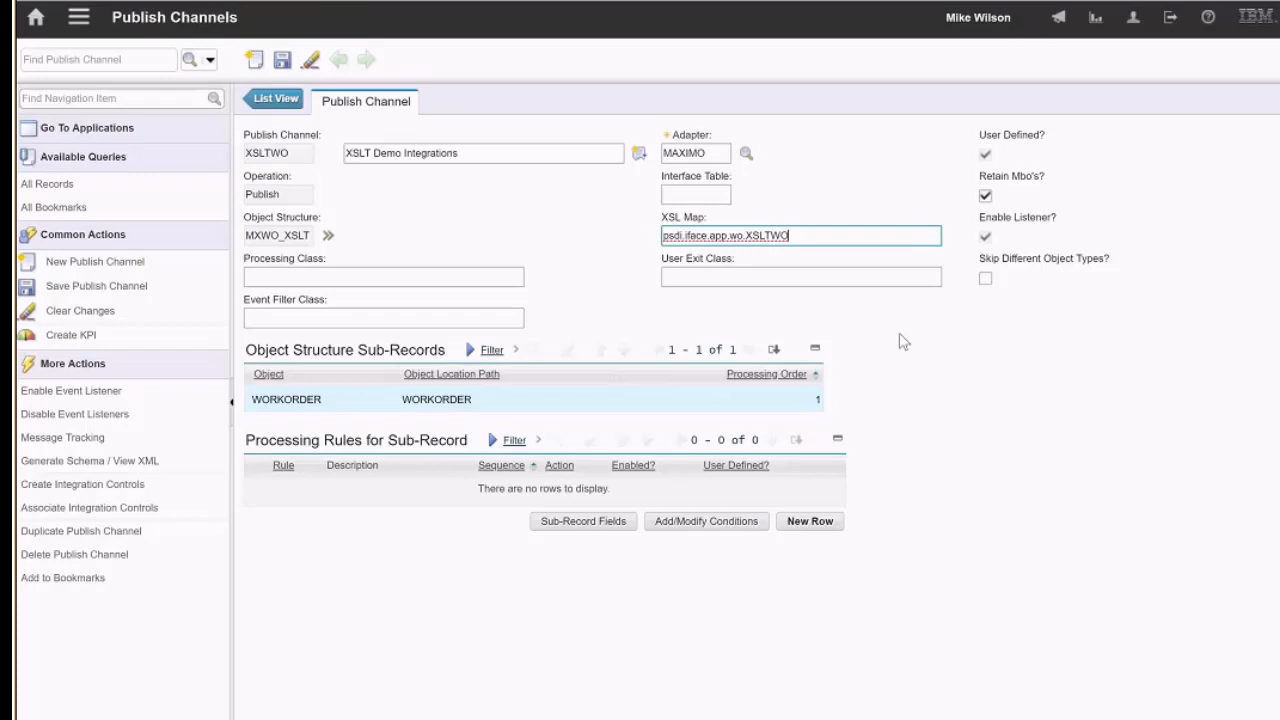 Publish Channels
Mike Wilson
IBM.
Find Publish Channel
Find Navigation Item
Go To Applications
Available Queries
All Records
All Bookmarks
Common Actions
New Publish Channel
Save Publish Channel
Clear Changes
Create KPI
More Actions
Enable Event Listener
Disable Event Listeners
Message Tracking
Generate Schema / View XML
Create Integration Controls
Associate Integration Controls
Duplicate Publish Channel
Delete Publish Channel
Add to Bookmarks
List View
Publish Channel
Publish Channel:
XSLTWO
XSLT Demo Integrations
Operation:
Publish
Object Structure:
MXWO_XSLT
Processing Class:
Event Filter Class:
Adapter:
MAXIMO
Interface Table:
XSL Map:
psdi.iface.app.wo.XSLTWO
User Exit Class:
User Defined?
Retain Mbo's?
Enable Listener?
Skip Different Object Types?
Object Structure Sub-Records
Filter
1 - 1 of 1
Object
Object Location Path
Processing Order
WORKORDER
WORKORDER
1
Processing Rules for Sub-Record
Filter
0 - 0 of 0
Rule
Description
Sequence
Action
Enabled?
User Defined?
There are no rows to display.
Sub-Record Fields
Add/Modify Conditions
New Row